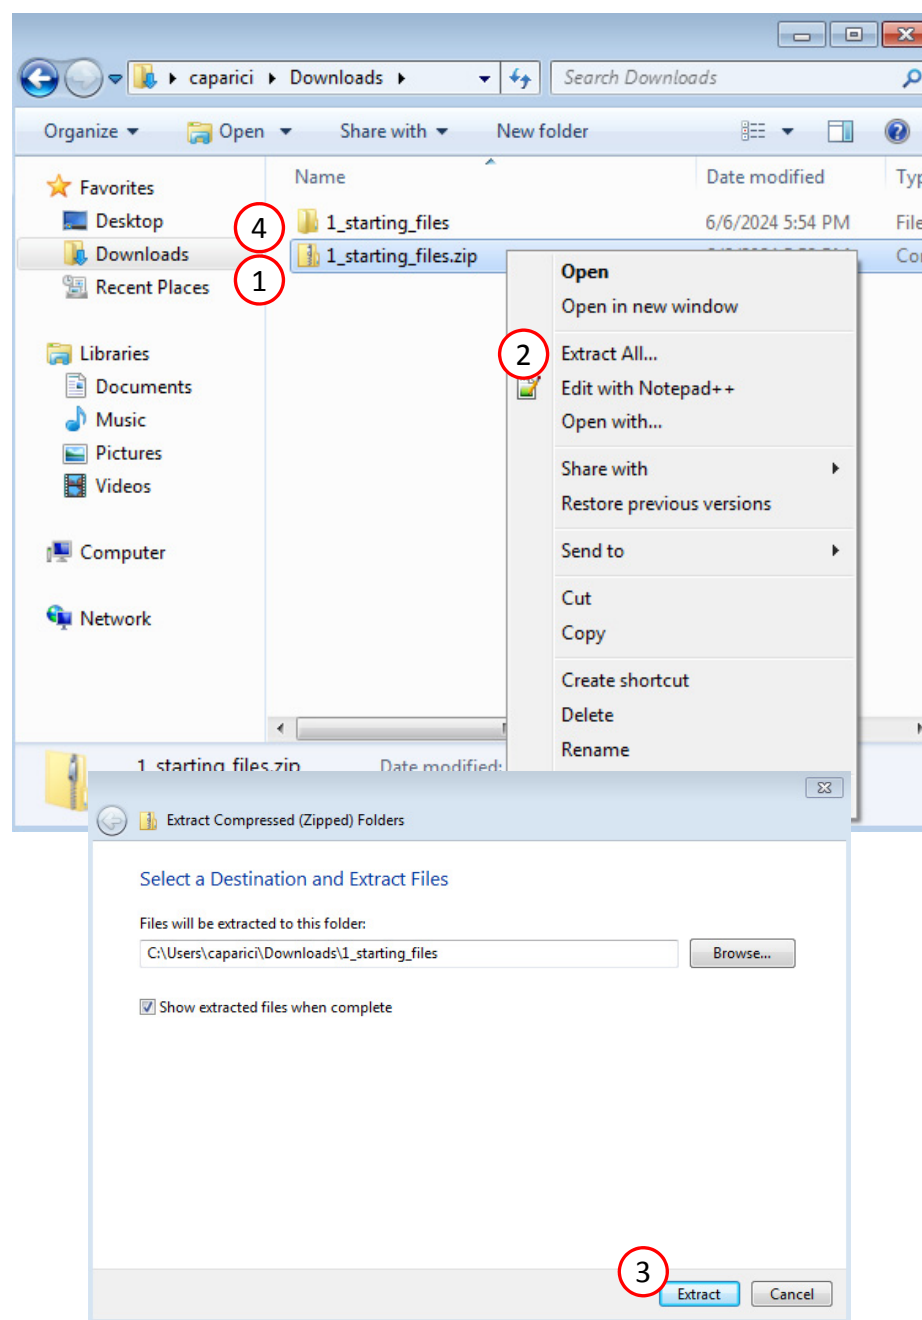 caparici Downloads
Search Downloads
Organize Open Share with New folder
Name Date modified Typ
Favorites
Desktop
Downloads
Recent Places
Libraries
Documents
Music
Pictures
Videos
Computer
Network
4 1_starting_files 6/6/2024 5:54 PM File
1 1_starting_files.zip Co
Open
Open in new window
2 Extract All...
Edit with Notepad++
Open with...
Share with
Restore previous versions
Send to
Cut
Copy
Create shortcut
Delete
Rename
1_starting_files.zip Date modified:
Extract Compressed (Zipped) Folders
Select a Destination and Extract Files
Files will be extracted to this folder:
C:\Users\caparici\Downloads\1_starting_files Browse...
Show extracted files when complete
3
Extract Cancel